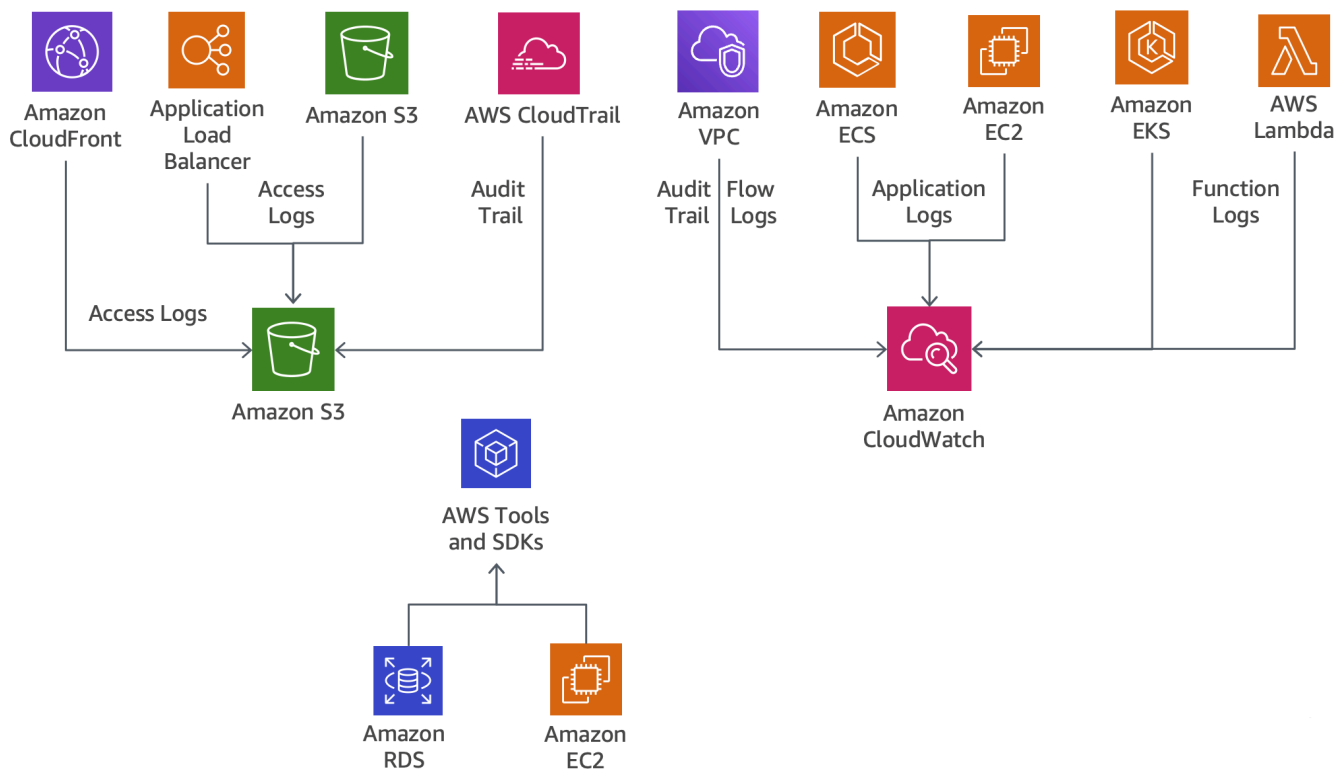 Amazon
CloudFront
Application
Load
Balancer
Amazon S3
AWS CloudTrail
Amazon
VPC
Amazon
ECS
Amazon
EC2
K
Amazon
EKS
AWS
Lambda
Access
Logs
Audit
Trail
Audit
Trail
Flow
Logs
Application
Logs
Function
Logs
Access Logs
Amazon S3
Amazon
CloudWatch
AWS Tools
and SDKs
Amazon
RDS
Amazon
EC2